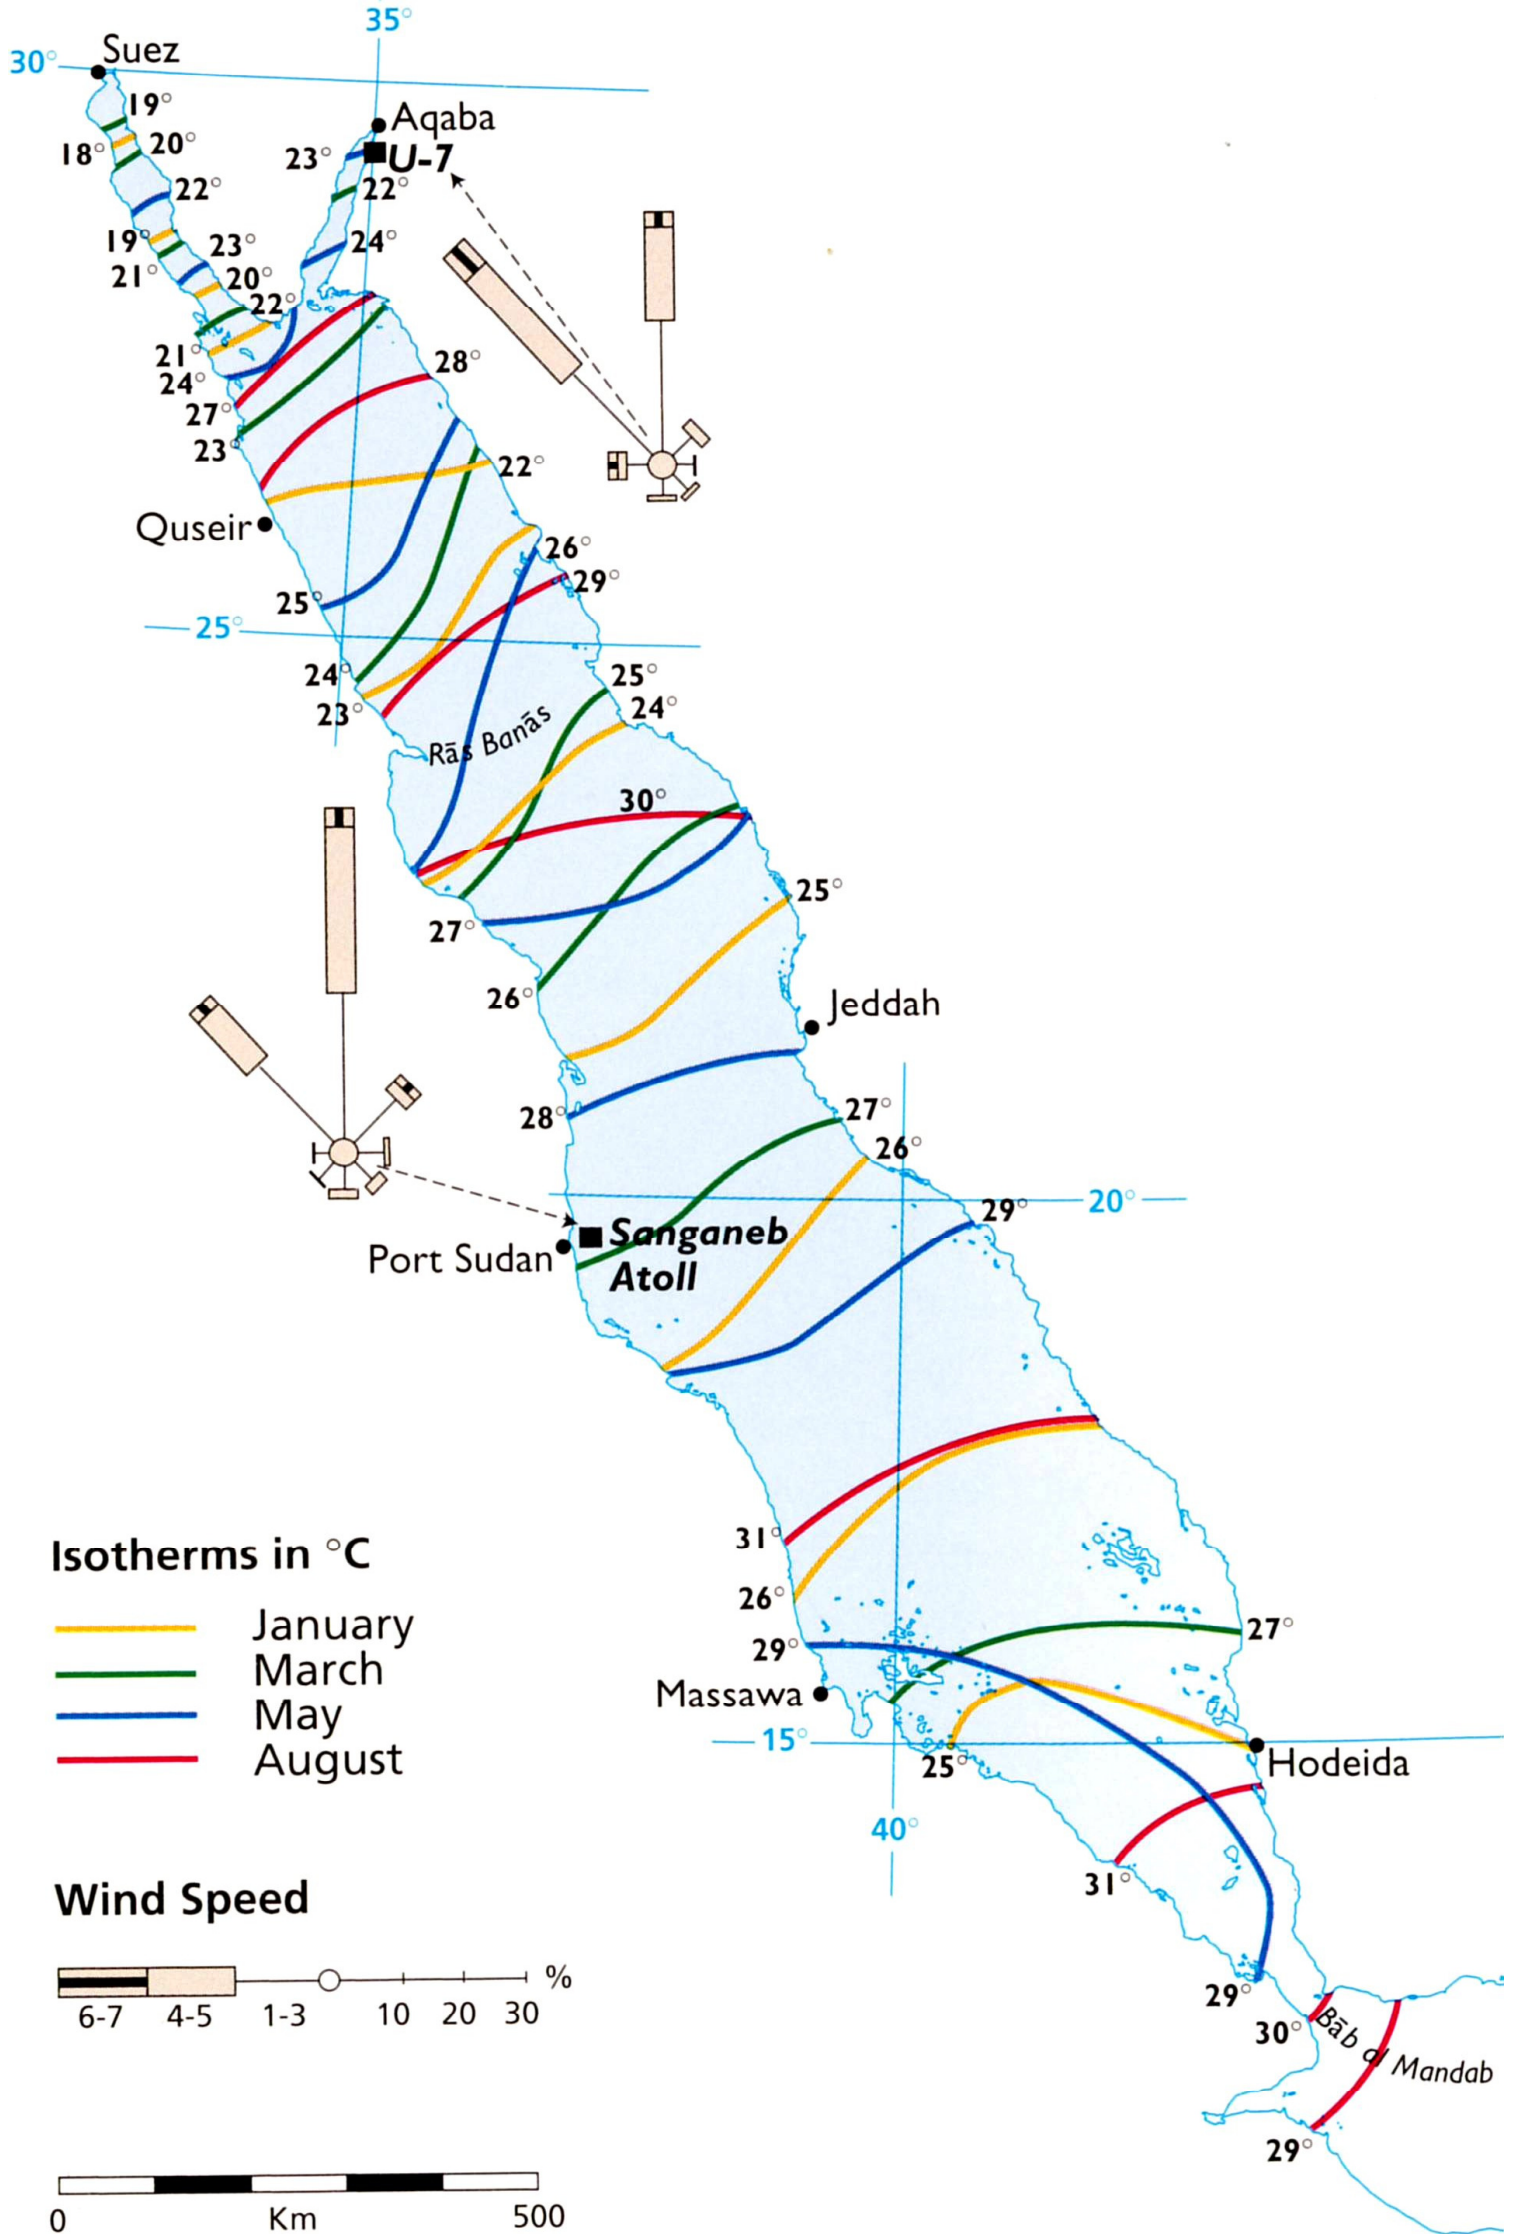 35°
30°
Suez
19°
Aqaba
18°
20°
23°
U-7
22°
22°
19°
23°
24°
21°
20°
22°
21°
24°
28°
27°
23°
22°
Quseir
26°
29°
25°
25°
24°
25°
23°
24°
Rās Banās
30°
25°
27°
26°
Jeddah
28°
27°
26°
29°
20°
Sanganeb
Port Sudan
Atoll
31°
Isotherms in °C
26°
January
27°
29°
March
Massawa
May
15°
August
25°
Hodeida
40°
31°
Wind Speed
%
6-7 4-5 1-3 10 20 30
29°
30°
Bāb al Mandab
29°
0 Km 500